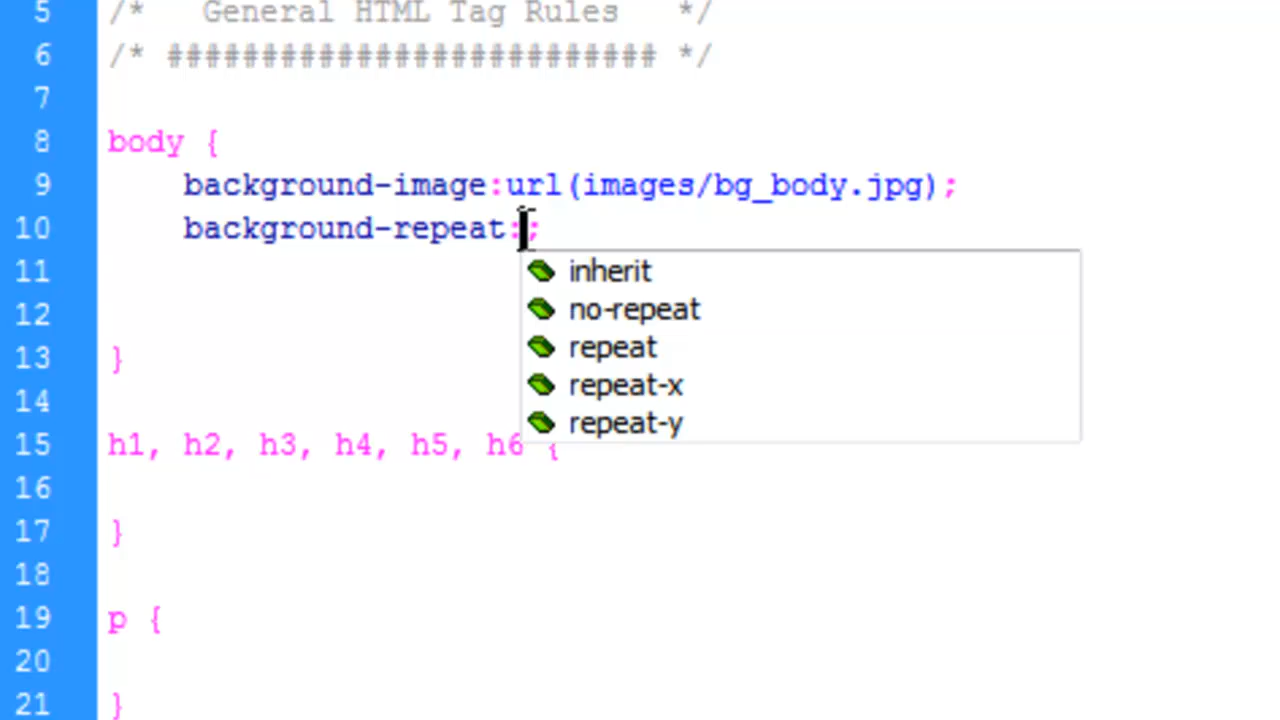 5 /*   General HTML Tag Rules   */
6 /* ########################## */
7
8 body {
9 background-image:url(images/bg_body.jpg);
10 background-repeat:;
inherit
11
no-repeat
12
repeat
13 }
repeat-x
14
repeat-y
15 h1, h2, h3, h4, h5, h6 {
16
17 }
18
19 p {
20
21 }